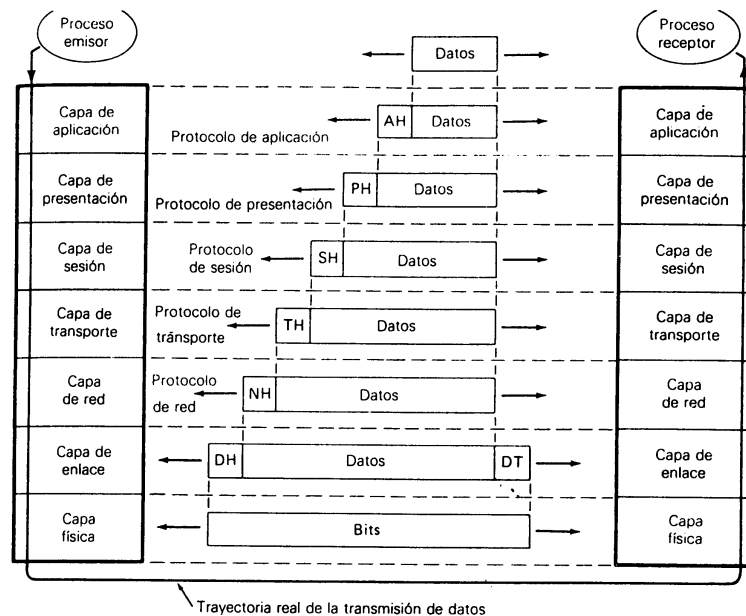 Proceso
emisor
Proceso
receptor
Datos
Capa de
aplicación
Protocolo de aplicación
AH
Datos
Capa de
aplicación
Capa de
presentación
Protocolo de presentación
PH
Datos
Capa de
presentación
Capa de
sesión
Protocolo
de sesión
SH
Datos
Capa de
sesión
Capa de
transporte
Protocolo de
transporte
TH
Datos
Capa de
transporte
Capa
de red
Protocolo
de red
NH
Datos
Capa
de red
Capa de
enlace
DH
Datos
DT
Capa de
enlace
Capa
física
Bits
Capa
física
Trayectoria real de la transmisión de datos